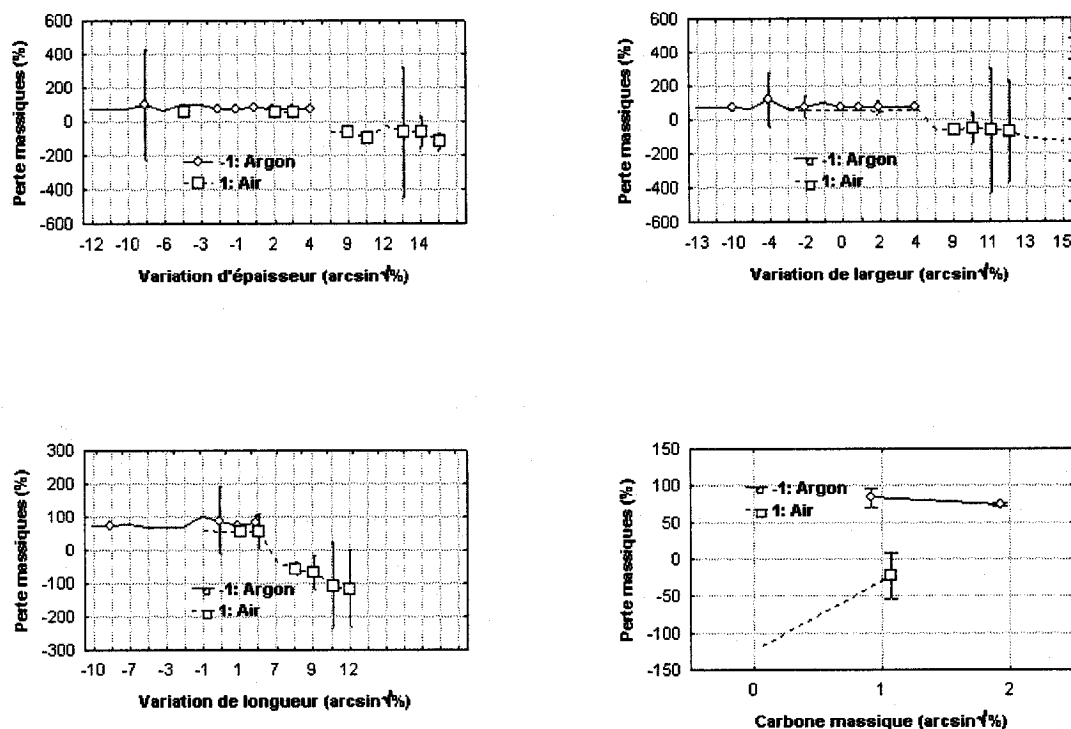 Perte massiques (%)
600
400
200
0
-200
-400
-600
-1: Argon
1: Air
-12 -10 -6 -3 -1 2 4 9 12 14
Variation d'épaisseur (arcsin√%)
Perte massiques (%)
600
400
200
0
-200
-400
-600
-1: Argon
1: Air
-13 -10 -4 -2 0 2 4 9 11 13 15
Variation de largeur (arcsin√%)
Perte massiques (%)
300
200
100
0
-100
-200
-300
-1: Argon
1: Air
-10 -7 -3 -1 1 4 7 9 12
Variation de longueur (arcsin√%)
Perte massiques (%)
150
100
50
0
-50
-100
-150
-1: Argon
1: Air
0 1 2
Carbone massique (arcsin√%)